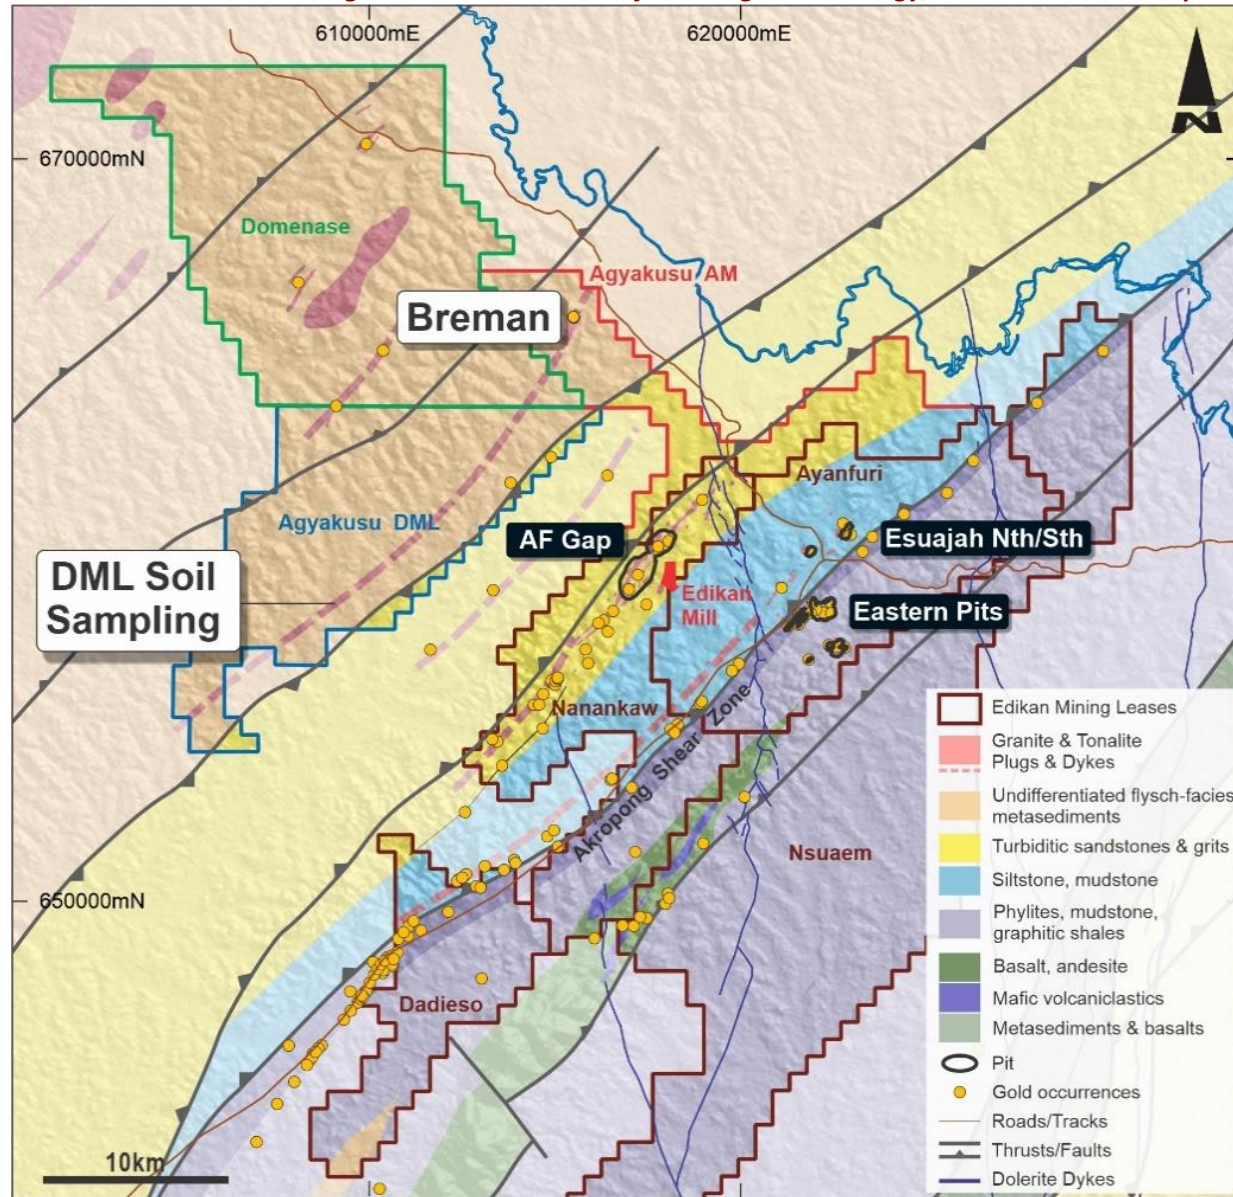 610000mE
620000mE
670000mN
Domenase
Agyakusu AM
Breman
Ayanfuri
Agyakusu DML
AF Gap
Esuajah Nth/Sth
DML Soil
Sampling
Edikan
Mill
Eastern Pits
Nanankaw
Akropong Shear Zone
Nsuaem
650000mN
Dadieso
10km
Edikan Mining Leases
Granite & Tonalite
Plugs & Dykes
Undifferentiated flysch-facies
metasediments
Turbiditic sandstones & grits
Siltstone, mudstone
Phylites, mudstone,
graphitic shales
Basalt, andesite
Mafic volcaniclastics
Metasediments & basalts
Pit
Gold occurrences
Roads/Tracks
Thrusts/Faults
Dolerite Dykes
N